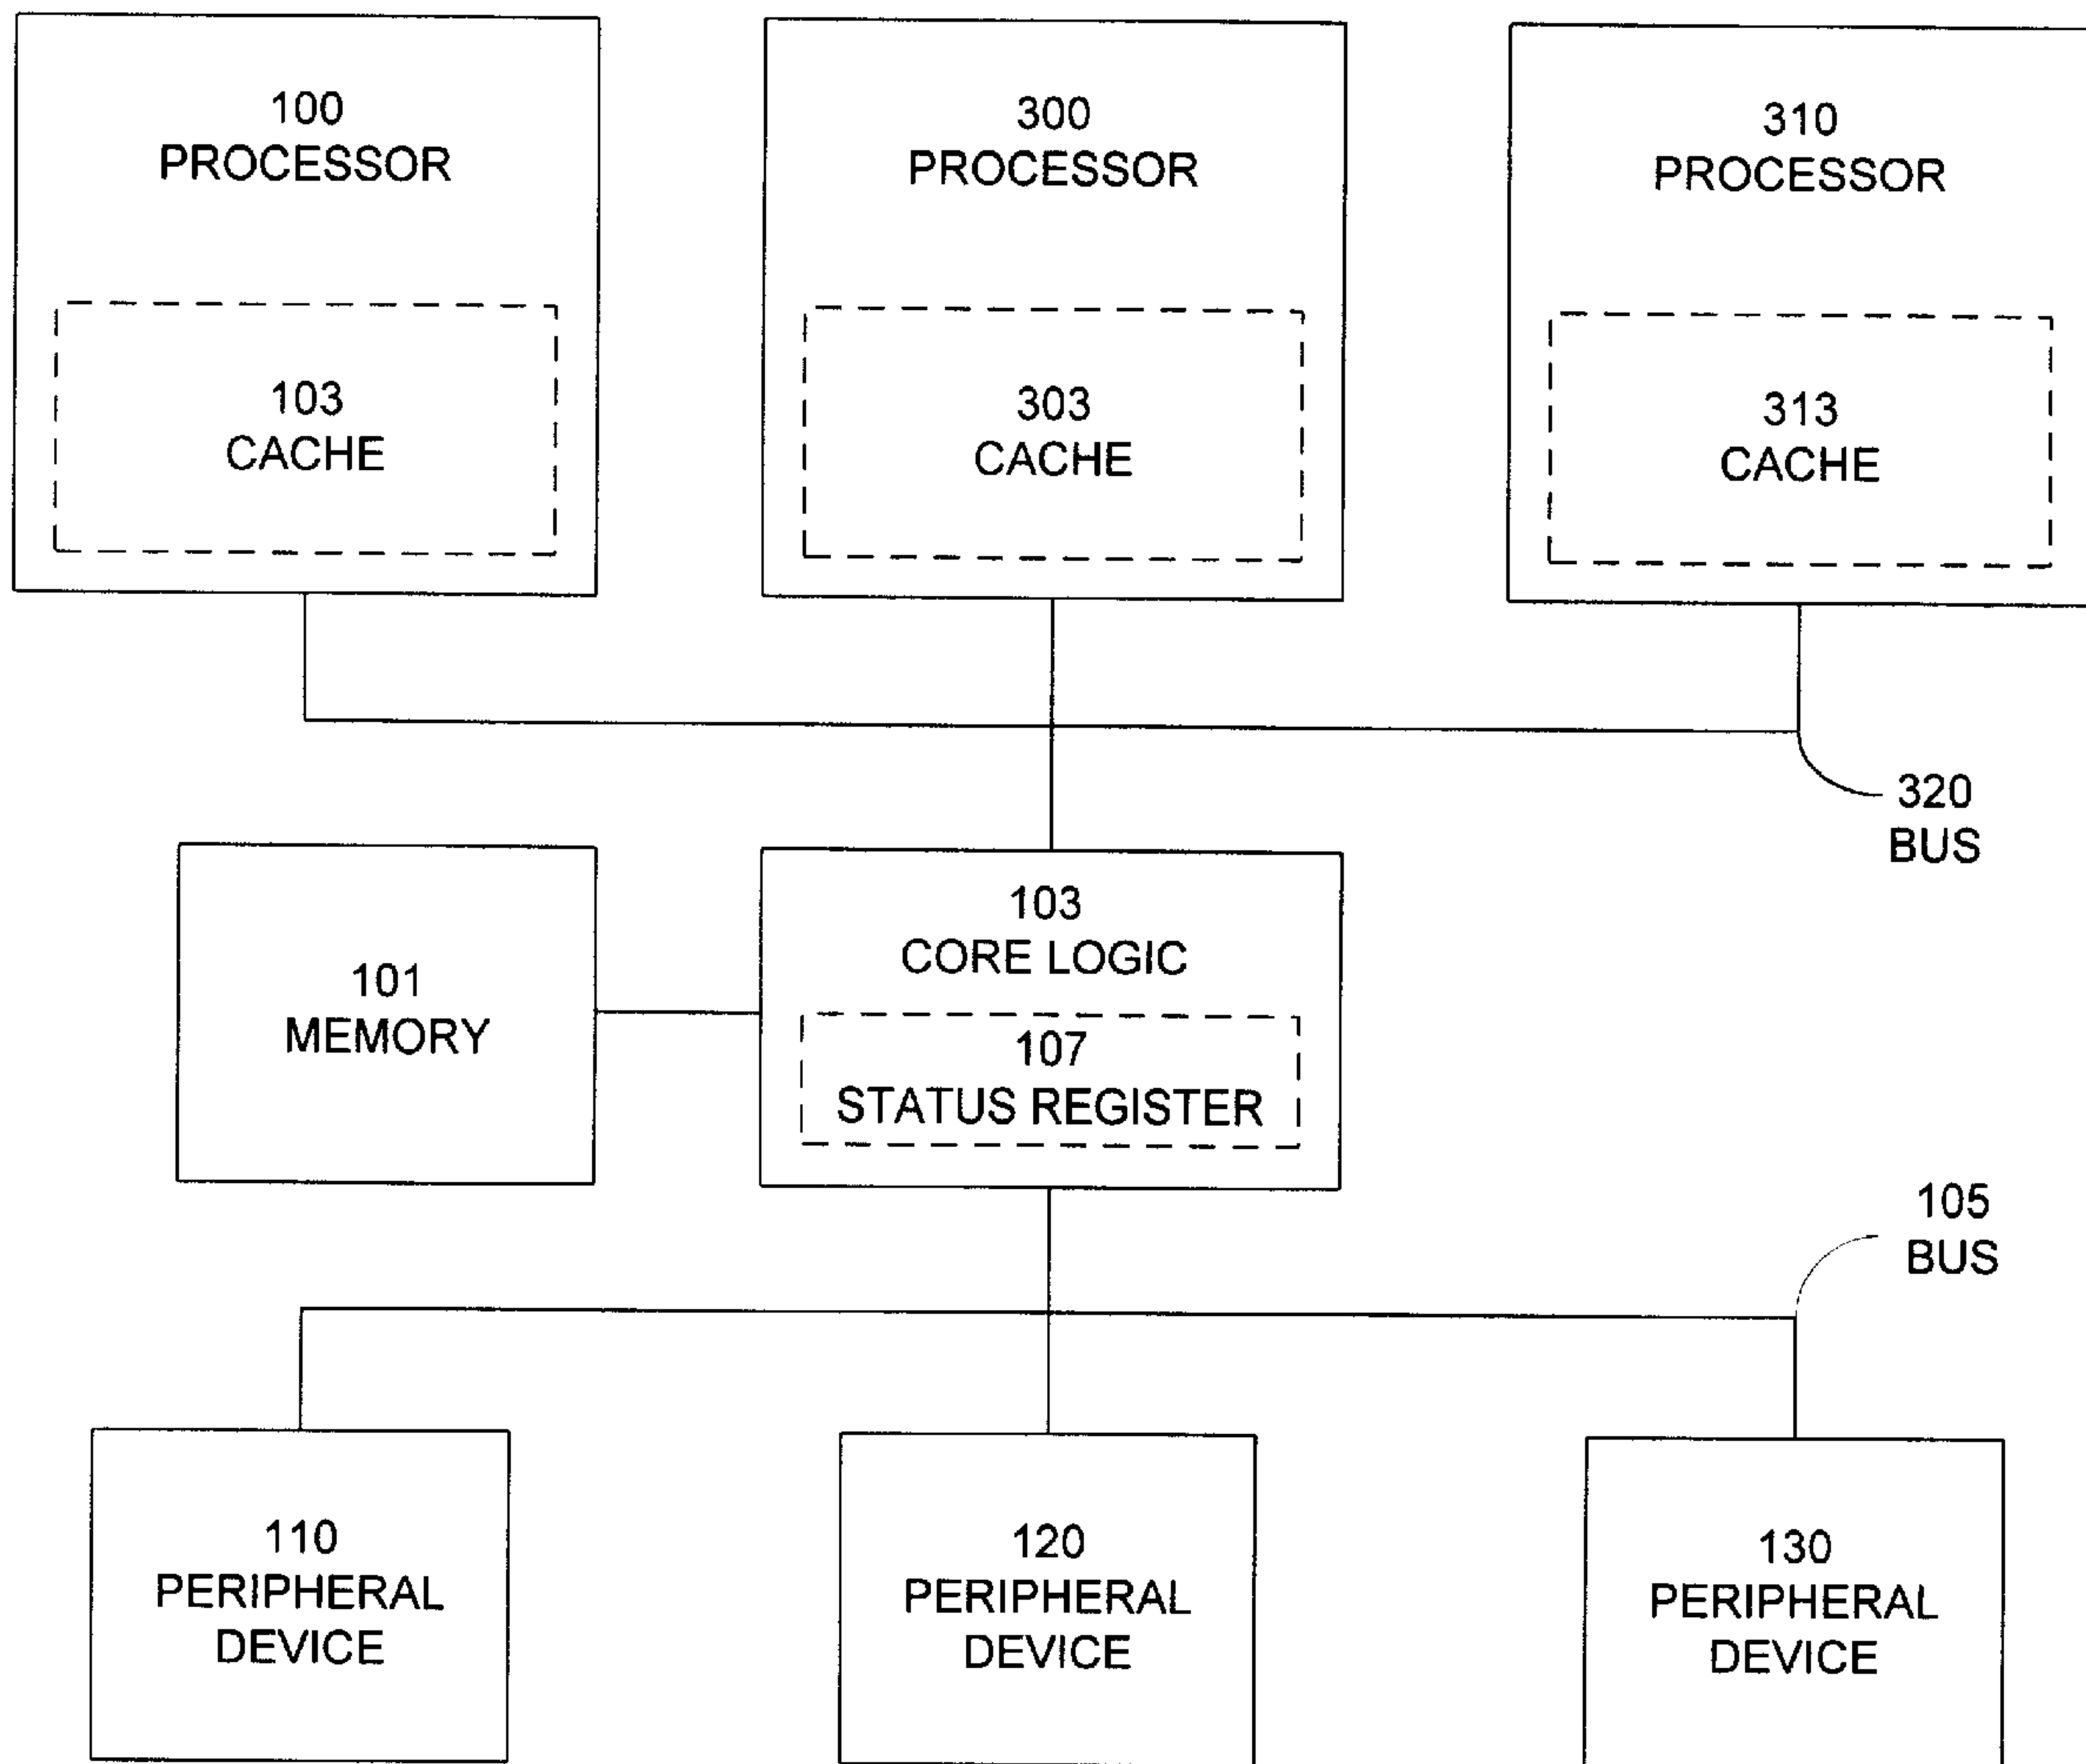 100
PROCESSOR
300
PROCESSOR
310
PROCESSOR
103
CACHE
303
CACHE
313
CACHE
320
BUS
101
MEMORY
103
CORE LOGIC
107
STATUS REGISTER
105
BUS
110
PERIPHERAL
DEVICE
120
PERIPHERAL
DEVICE
130
PERIPHERAL
DEVICE